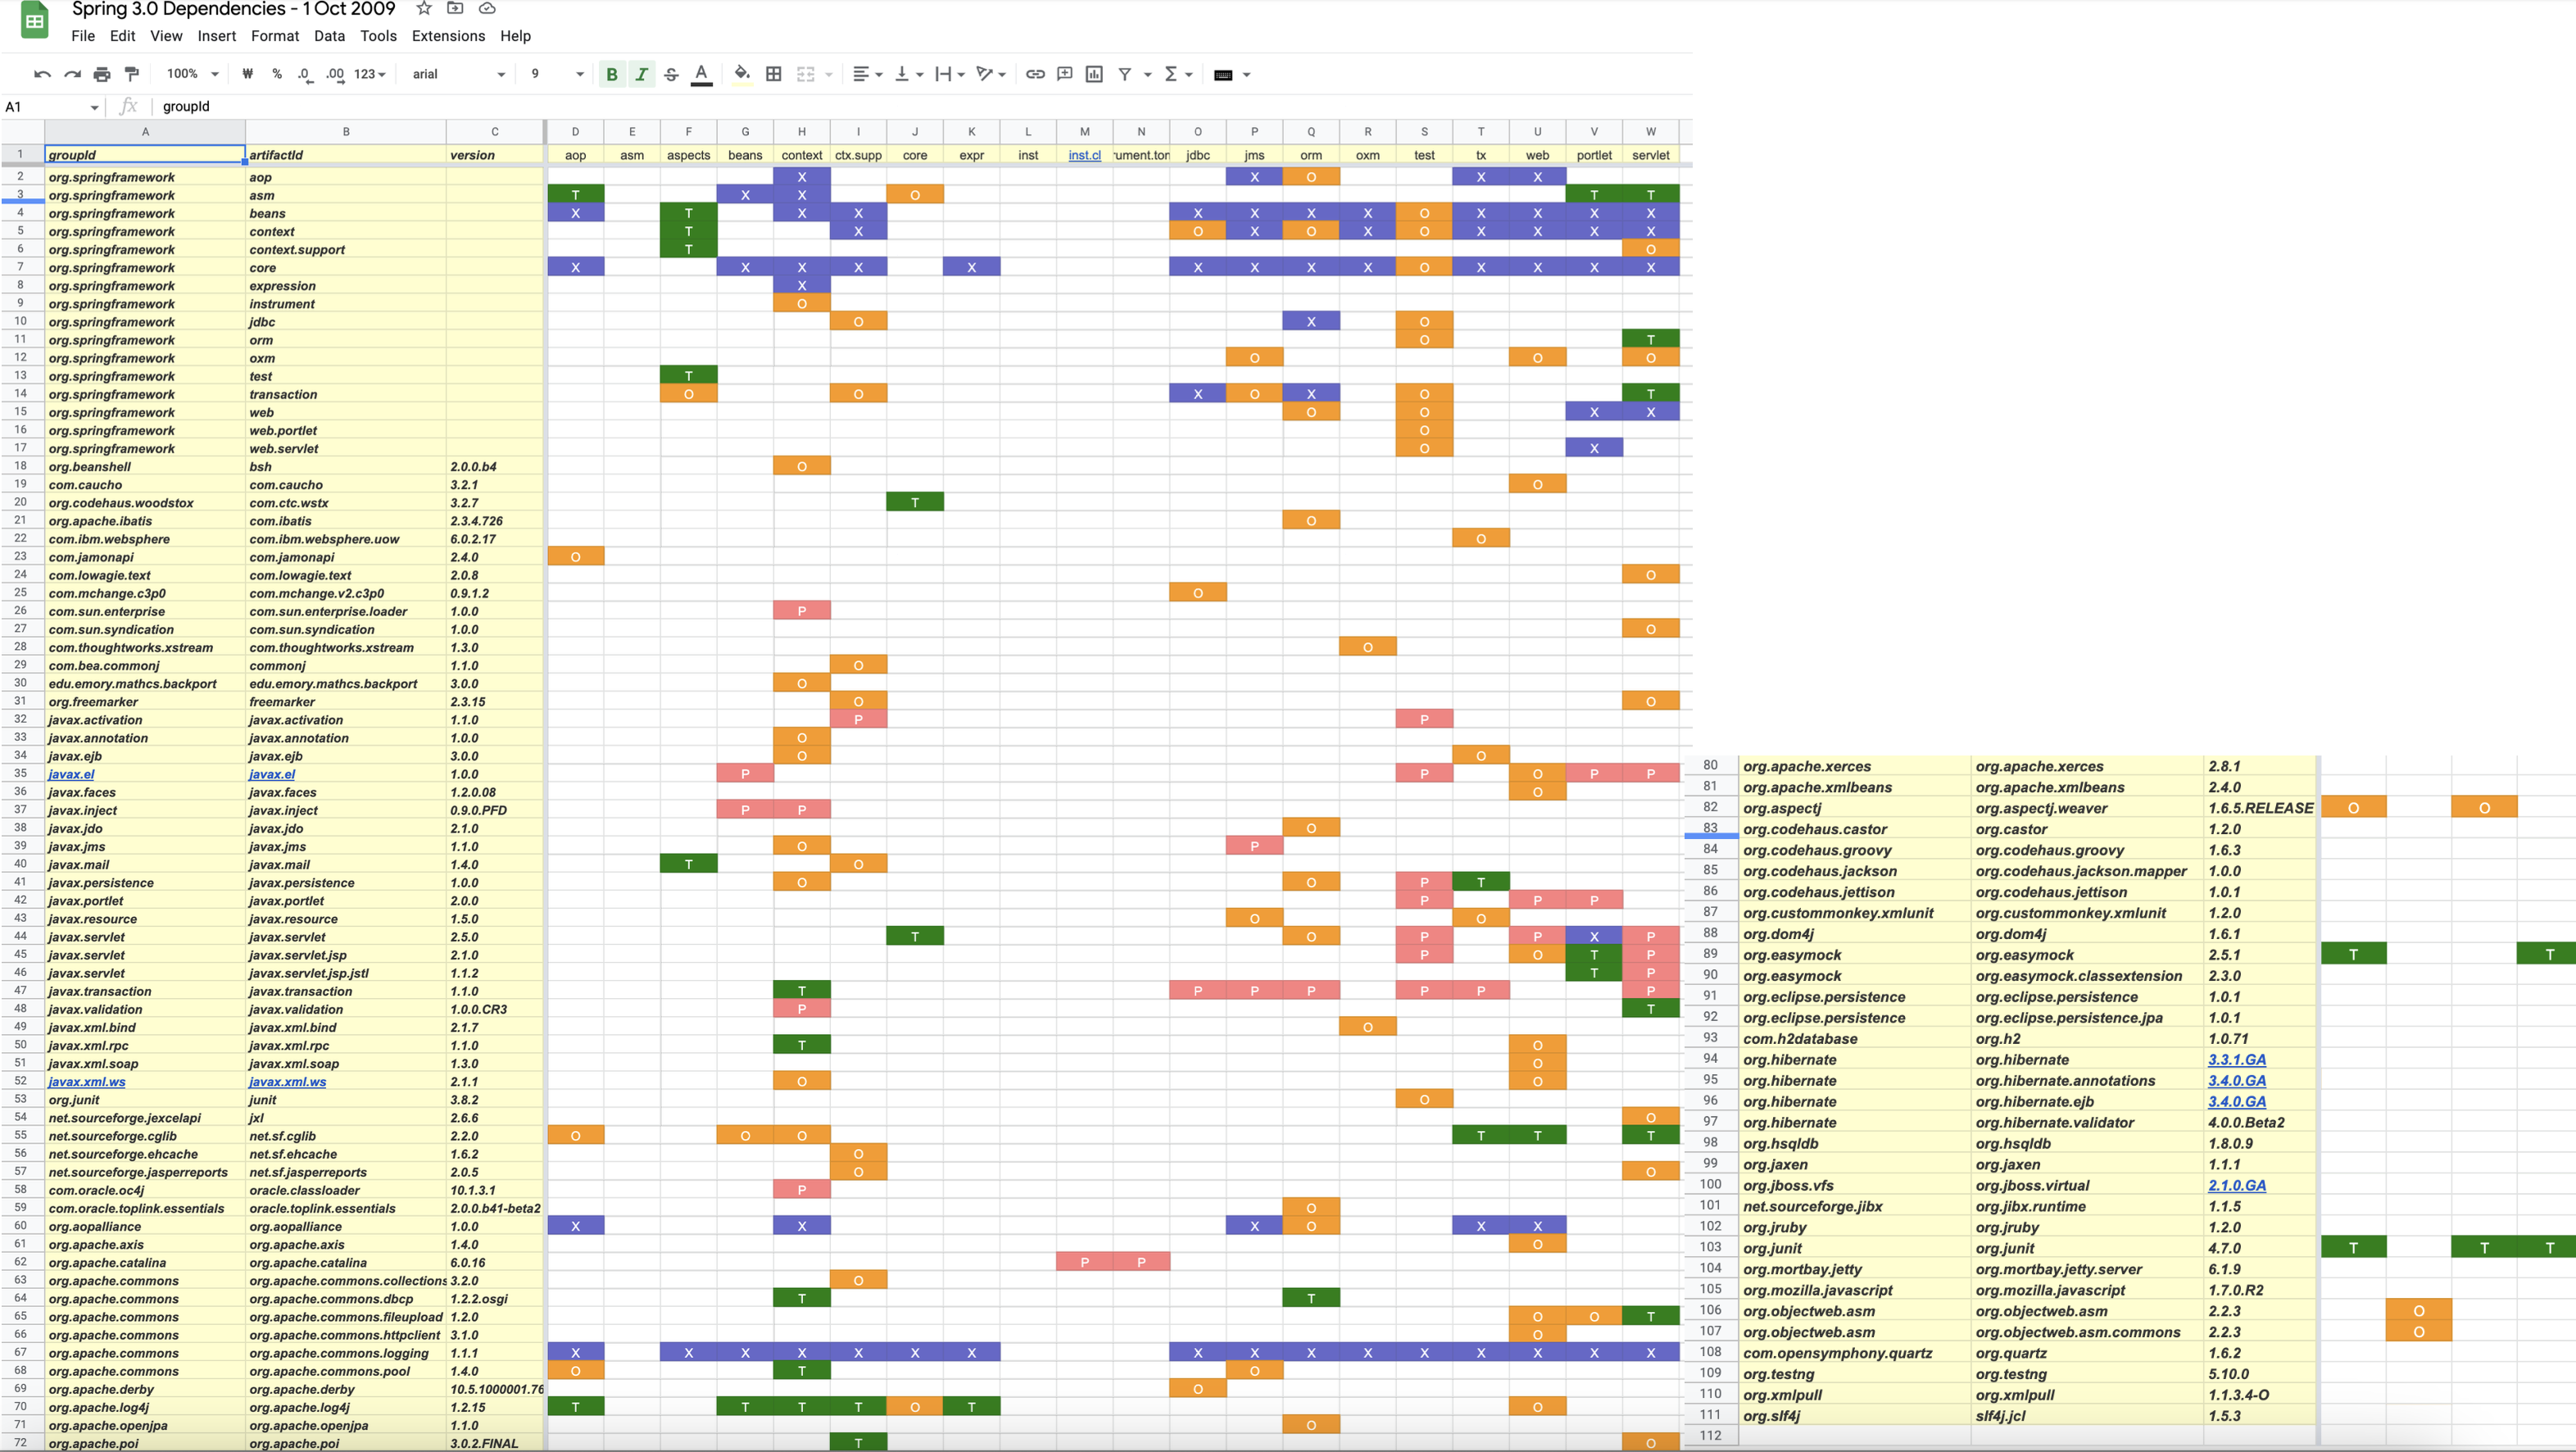 Spring 3.0 Dependencies - 1 Oct 2009
File Edit View Insert Format Data Tools Extensions Help
100% ₩ % .0 .00 123 arial 9 B I S A Σ
A1 fx groupId
A B C D E F G H I J K L M N O P Q R S T U V W
1 groupId artifactId version aop asm aspects beans context ctx.supp core expr inst inst.cl rument.ton jdbc jms orm oxm test tx web portlet servlet
2 org.springframework aop X X O X X
3 org.springframework asm T X X O T T
4 org.springframework beans X T X X X X X X O X X X X
5 org.springframework context T X O X O X O X X X X
6 org.springframework context.support T O
7 org.springframework core X X X X X X X X X O X X X X
8 org.springframework expression X
9 org.springframework instrument O
10 org.springframework jdbc O X O
11 org.springframework orm O T
12 org.springframework oxm O O O
13 org.springframework test T
14 org.springframework transaction O O X O X O T
15 org.springframework web O O X X
16 org.springframework web.portlet O
17 org.springframework web.servlet O X
18 org.beanshell bsh 2.0.0.b4 O
19 com.caucho com.caucho 3.2.1 O
20 org.codehaus.woodstox com.ctc.wstx 3.2.7 T
21 org.apache.ibatis com.ibatis 2.3.4.726 O
22 com.ibm.websphere com.ibm.websphere.uow 6.0.2.17 O
23 com.jamonapi com.jamonapi 2.4.0 O
24 com.lowagie.text com.lowagie.text 2.0.8 O
25 com.mchange.c3p0 com.mchange.v2.c3p0 0.9.1.2 O
26 com.sun.enterprise com.sun.enterprise.loader 1.0.0 P
27 com.sun.syndication com.sun.syndication 1.0.0 O
28 com.thoughtworks.xstream com.thoughtworks.xstream 1.3.0 O
29 com.bea.commonj commonj 1.1.0 O
30 edu.emory.mathcs.backport edu.emory.mathcs.backport 3.0.0 O
31 org.freemarker freemarker 2.3.15 O O
32 javax.activation javax.activation 1.1.0 P P
33 javax.annotation javax.annotation 1.0.0 O
34 javax.ejb javax.ejb 3.0.0 O O
35 javax.el javax.el 1.0.0 P P O P P
36 javax.faces javax.faces 1.2.0.08 O
37 javax.inject javax.inject 0.9.0.PFD P P
38 javax.jdo javax.jdo 2.1.0 O
39 javax.jms javax.jms 1.1.0 O P
40 javax.mail javax.mail 1.4.0 T O
41 javax.persistence javax.persistence 1.0.0 O O P T
42 javax.portlet javax.portlet 2.0.0 P P P
43 javax.resource javax.resource 1.5.0 O O
44 javax.servlet javax.servlet 2.5.0 T O P P X P
45 javax.servlet javax.servlet.jsp 2.1.0 P O T P
46 javax.servlet javax.servlet.jsp.jstl 1.1.2 T P
47 javax.transaction javax.transaction 1.1.0 T P P P P P P
48 javax.validation javax.validation 1.0.0.CR3 P T
49 javax.xml.bind javax.xml.bind 2.1.7 O
50 javax.xml.rpc javax.xml.rpc 1.1.0 T O
51 javax.xml.soap javax.xml.soap 1.3.0 O
52 javax.xml.ws javax.xml.ws 2.1.1 O O
53 org.junit junit 3.8.2 O
54 net.sourceforge.jexcelapi jxl 2.6.6 O
55 net.sourceforge.cglib net.sf.cglib 2.2.0 O O O T T T
56 net.sourceforge.ehcache net.sf.ehcache 1.6.2 O
57 net.sourceforge.jasperreports net.sf.jasperreports 2.0.5 O O
58 com.oracle.oc4j oracle.classloader 10.1.3.1 P
59 com.oracle.toplink.essentials oracle.toplink.essentials 2.0.0.b41-beta2 O
60 org.aopalliance org.aopalliance 1.0.0 X X X O X X
61 org.apache.axis org.apache.axis 1.4.0 O
62 org.apache.catalina org.apache.catalina 6.0.16 P P
63 org.apache.commons org.apache.commons.collections 3.2.0 O
64 org.apache.commons org.apache.commons.dbcp 1.2.2.osgi T T
65 org.apache.commons org.apache.commons.fileupload 1.2.0 O O T
66 org.apache.commons org.apache.commons.httpclient 3.1.0 O
67 org.apache.commons org.apache.commons.logging 1.1.1 X X X X X X X X X X X X X X X X
68 org.apache.commons org.apache.commons.pool 1.4.0 O T O
69 org.apache.derby org.apache.derby 10.5.1000001.76 O
70 org.apache.log4j org.apache.log4j 1.2.15 T T T T O T O
71 org.apache.openjpa org.apache.openjpa 1.1.0 O
72 org.apache.poi org.apache.poi 3.0.2.FINAL T O
80 org.apache.xerces org.apache.xerces 2.8.1
81 org.apache.xmlbeans org.apache.xmlbeans 2.4.0
82 org.aspectj org.aspectj.weaver 1.6.5.RELEASE O O
83 org.codehaus.castor org.castor 1.2.0
84 org.codehaus.groovy org.codehaus.groovy 1.6.3
85 org.codehaus.jackson org.codehaus.jackson.mapper 1.0.0
86 org.codehaus.jettison org.codehaus.jettison 1.0.1
87 org.custommonkey.xmlunit org.custommonkey.xmlunit 1.2.0
88 org.dom4j org.dom4j 1.6.1
89 org.easymock org.easymock 2.5.1 T T
90 org.easymock org.easymock.classextension 2.3.0
91 org.eclipse.persistence org.eclipse.persistence 1.0.1
92 org.eclipse.persistence org.eclipse.persistence.jpa 1.0.1
93 com.h2database org.h2 1.0.71
94 org.hibernate org.hibernate 3.3.1.GA
95 org.hibernate org.hibernate.annotations 3.4.0.GA
96 org.hibernate org.hibernate.ejb 3.4.0.GA
97 org.hibernate org.hibernate.validator 4.0.0.Beta2
98 org.hsqldb org.hsqldb 1.8.0.9
99 org.jaxen org.jaxen 1.1.1
100 org.jboss.vfs org.jboss.virtual 2.1.0.GA
101 net.sourceforge.jibx org.jibx.runtime 1.1.5
102 org.jruby org.jruby 1.2.0
103 org.junit org.junit 4.7.0 T T T
104 org.mortbay.jetty org.mortbay.jetty.server 6.1.9
105 org.mozilla.javascript org.mozilla.javascript 1.7.0.R2
106 org.objectweb.asm org.objectweb.asm 2.2.3 O
107 org.objectweb.asm org.objectweb.asm.commons 2.2.3 O
108 com.opensymphony.quartz org.quartz 1.6.2
109 org.testng org.testng 5.10.0
110 org.xmlpull org.xmlpull 1.1.3.4-O
111 org.slf4j slf4j.jcl 1.5.3
112